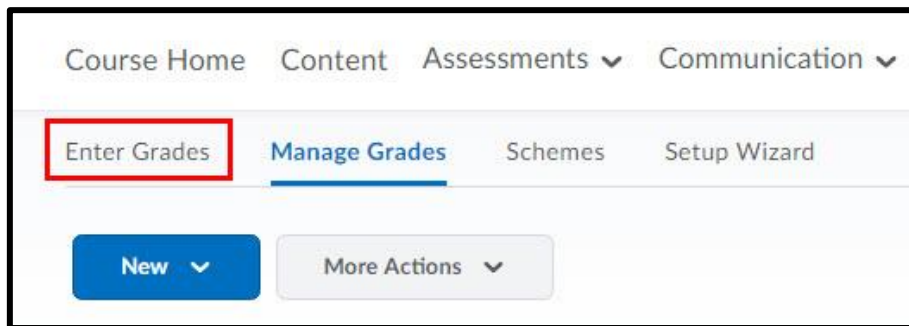 Course Home Content Assessments Communication
Enter Grades Manage Grades Schemes Setup Wizard
New More Actions